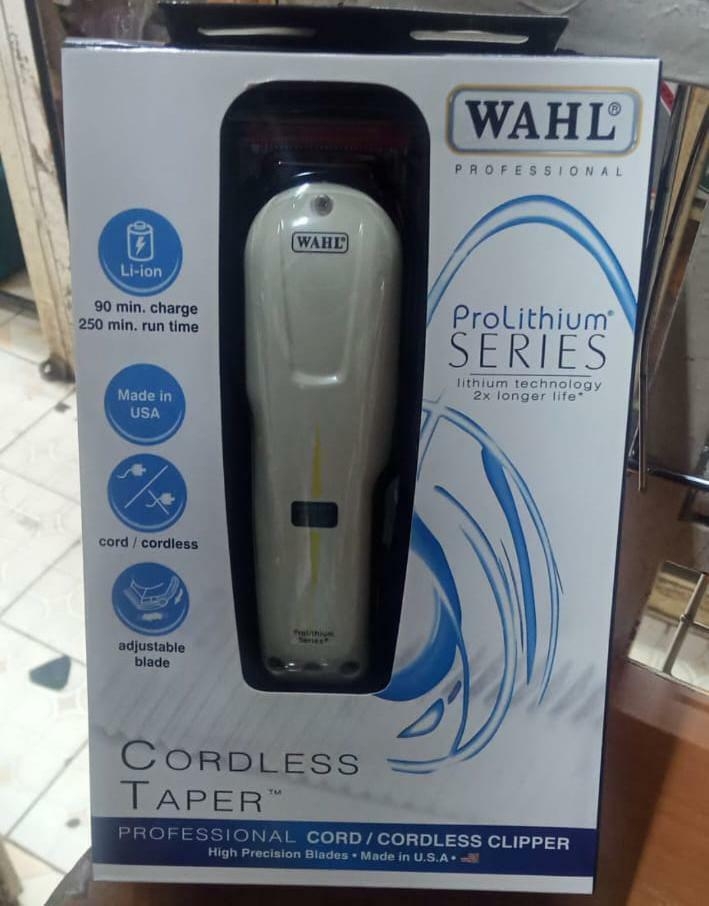 WAHL®
PROFESSIONAL
WAHL®
Li-ion
90 min. charge
250 min. run time
ProLithium®
SERIES
lithium technology
2x longer life*
Made in
USA
cord / cordless
adjustable
blade
ProLithium
Series®
CORDLESS
TAPER™
PROFESSIONAL CORD / CORDLESS CLIPPER
High Precision Blades • Made in U.S.A •